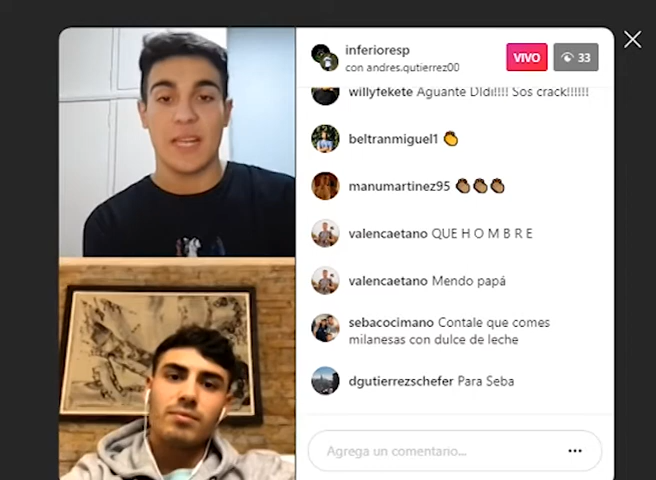 inferioresp
con andres.gutierrez00
VIVO
33
willyfekete Aguante DIdi!!!! Sos crack!!!!!!
beltranmiguel1
manumartinez95
valencaetano QUE H O M B R E
valencaetano Mendo papá
sebacocimano Contale que comes
milanesas con dulce de leche
dgutierrezschefer Para Seba
Agrega un comentario...